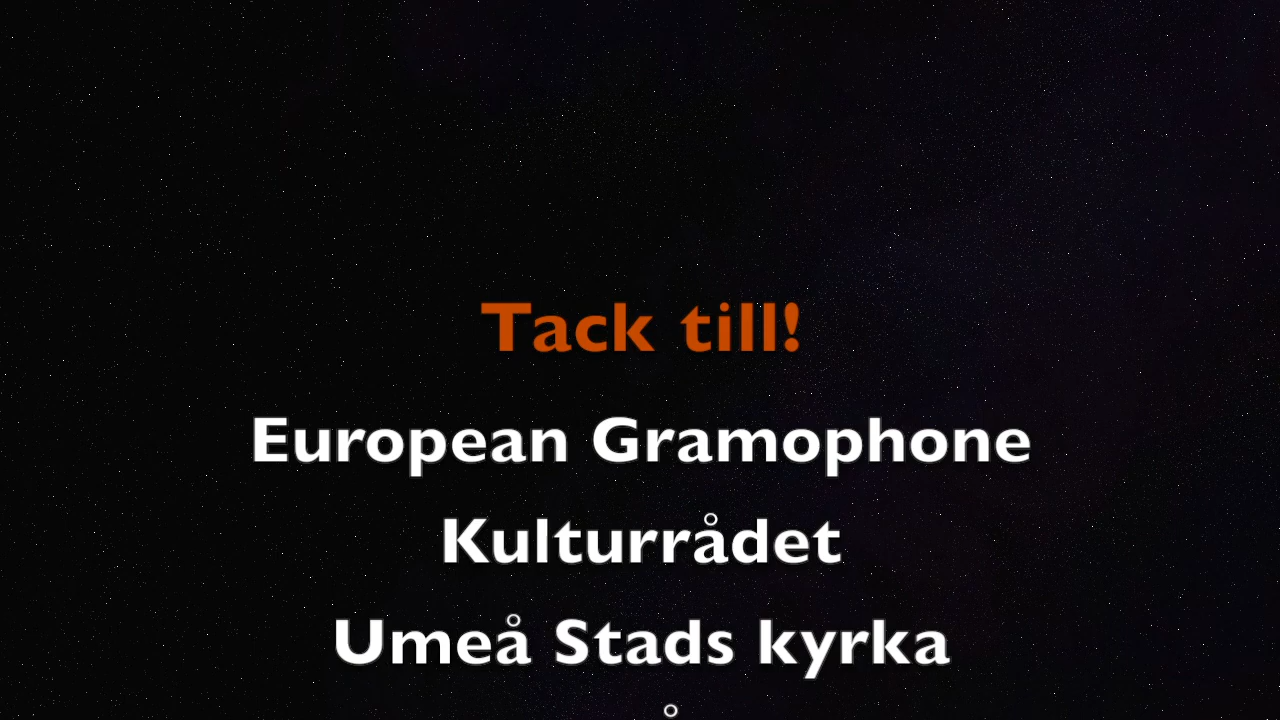 Tack till!
European Gramophone
Kulturrådet
Umeå Stads kyrka